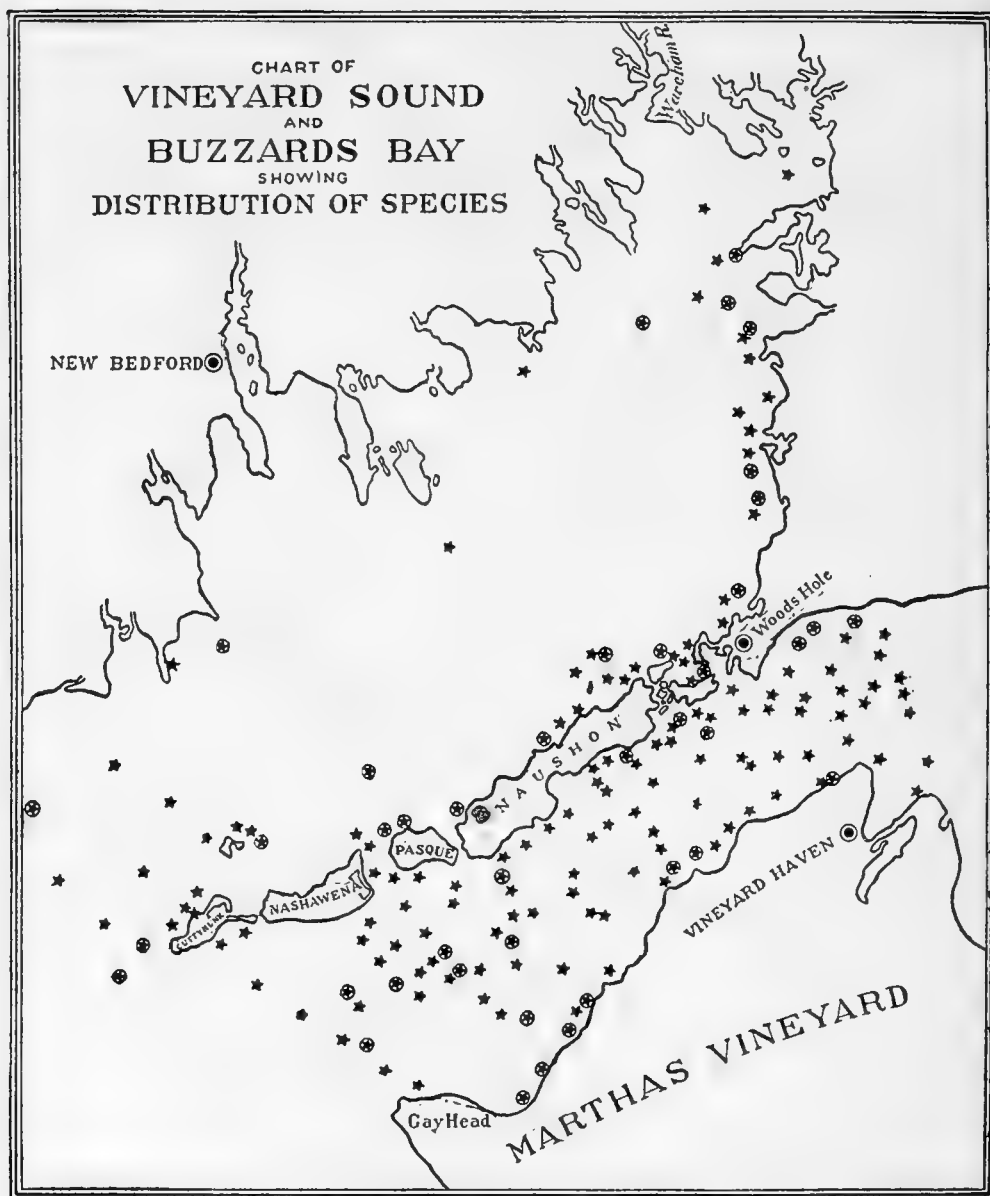 CHART OF
VINEYARD SOUND
AND
BUZZARDS BAY
SHOWING
DISTRIBUTION OF SPECIES
Wareham R.
NEW BEDFORD
Woods Hole
NAUSHON
PASQUE
NASHAWENA
CUTTYHUNK
VINEYARD HAVEN
MARTHAS VINEYARD
Gay Head